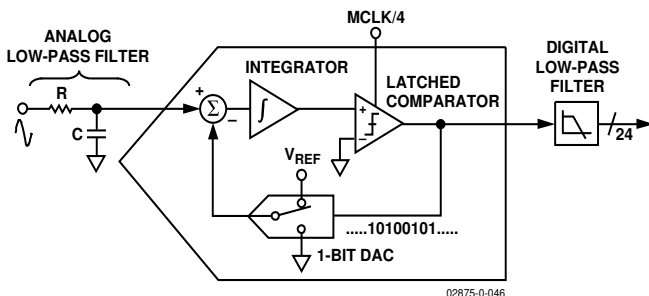 MCLK/4
ANALOG
LOW-PASS FILTER
INTEGRATOR
DIGITAL
LOW-PASS
FILTER
LATCHED
COMPARATOR
R
+
Σ
−
∫
+
−
C
24
VREF
.....10100101.....
1-BIT DAC
02875-0-046